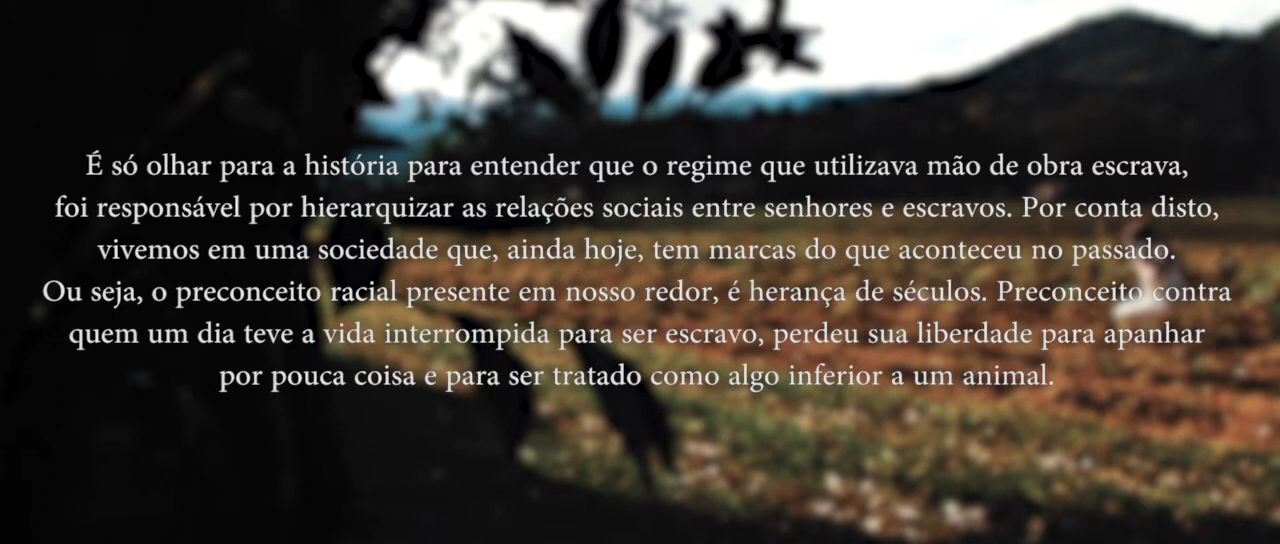 É só olhar para a história para entender que o regime que utilizava mão de obra escrava,
foi responsável por hierarquizar as relações sociais entre senhores e escravos. Por conta disto,
vivemos em uma sociedade que, ainda hoje, tem marcas do que aconteceu no passado.
Ou seja, o preconceito racial presente em nosso redor, é herança de séculos. Preconceito contra
quem um dia teve a vida interrompida para ser escravo, perdeu sua liberdade para apanhar
por pouca coisa e para ser tratado como algo inferior a um animal.